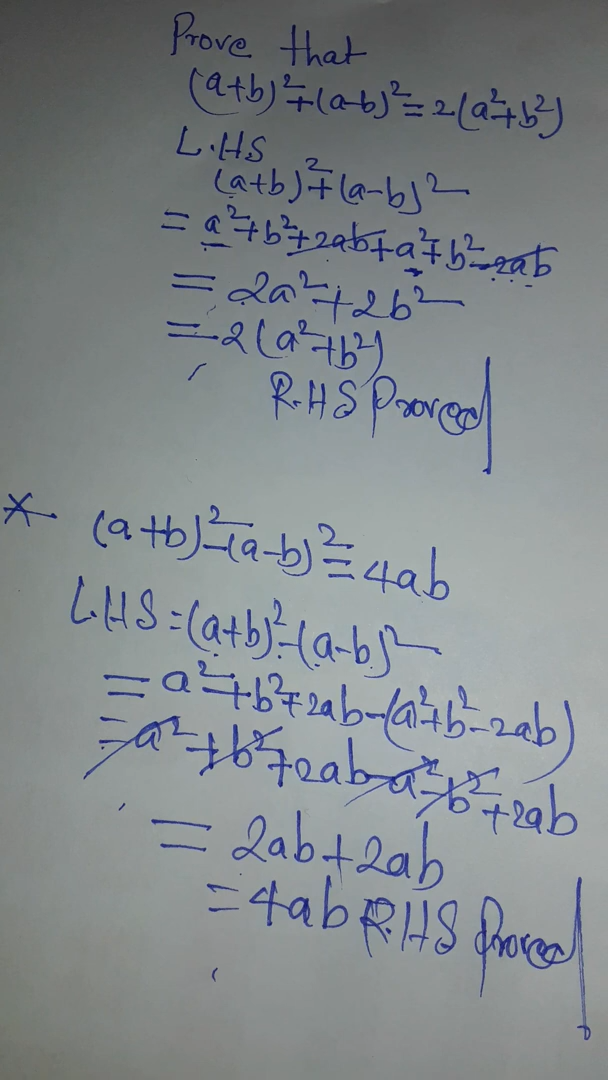 Prove that
(a+b)²+(a-b)²=2(a²+b²)
L.HS
(a+b)²+(a-b)²
= a²+b²+2ab+a²+b²-2ab
= 2a²+2b²
= 2(a²+b²)
R.HS Proved
* (a+b)²-(a-b)²=4ab
L.HS=(a+b)²-(a-b)²
= a²+b²+2ab-(a²+b²-2ab)
= a²+b²+2ab-a²-b²+2ab
= 2ab+2ab
= 4ab R.HS Proved